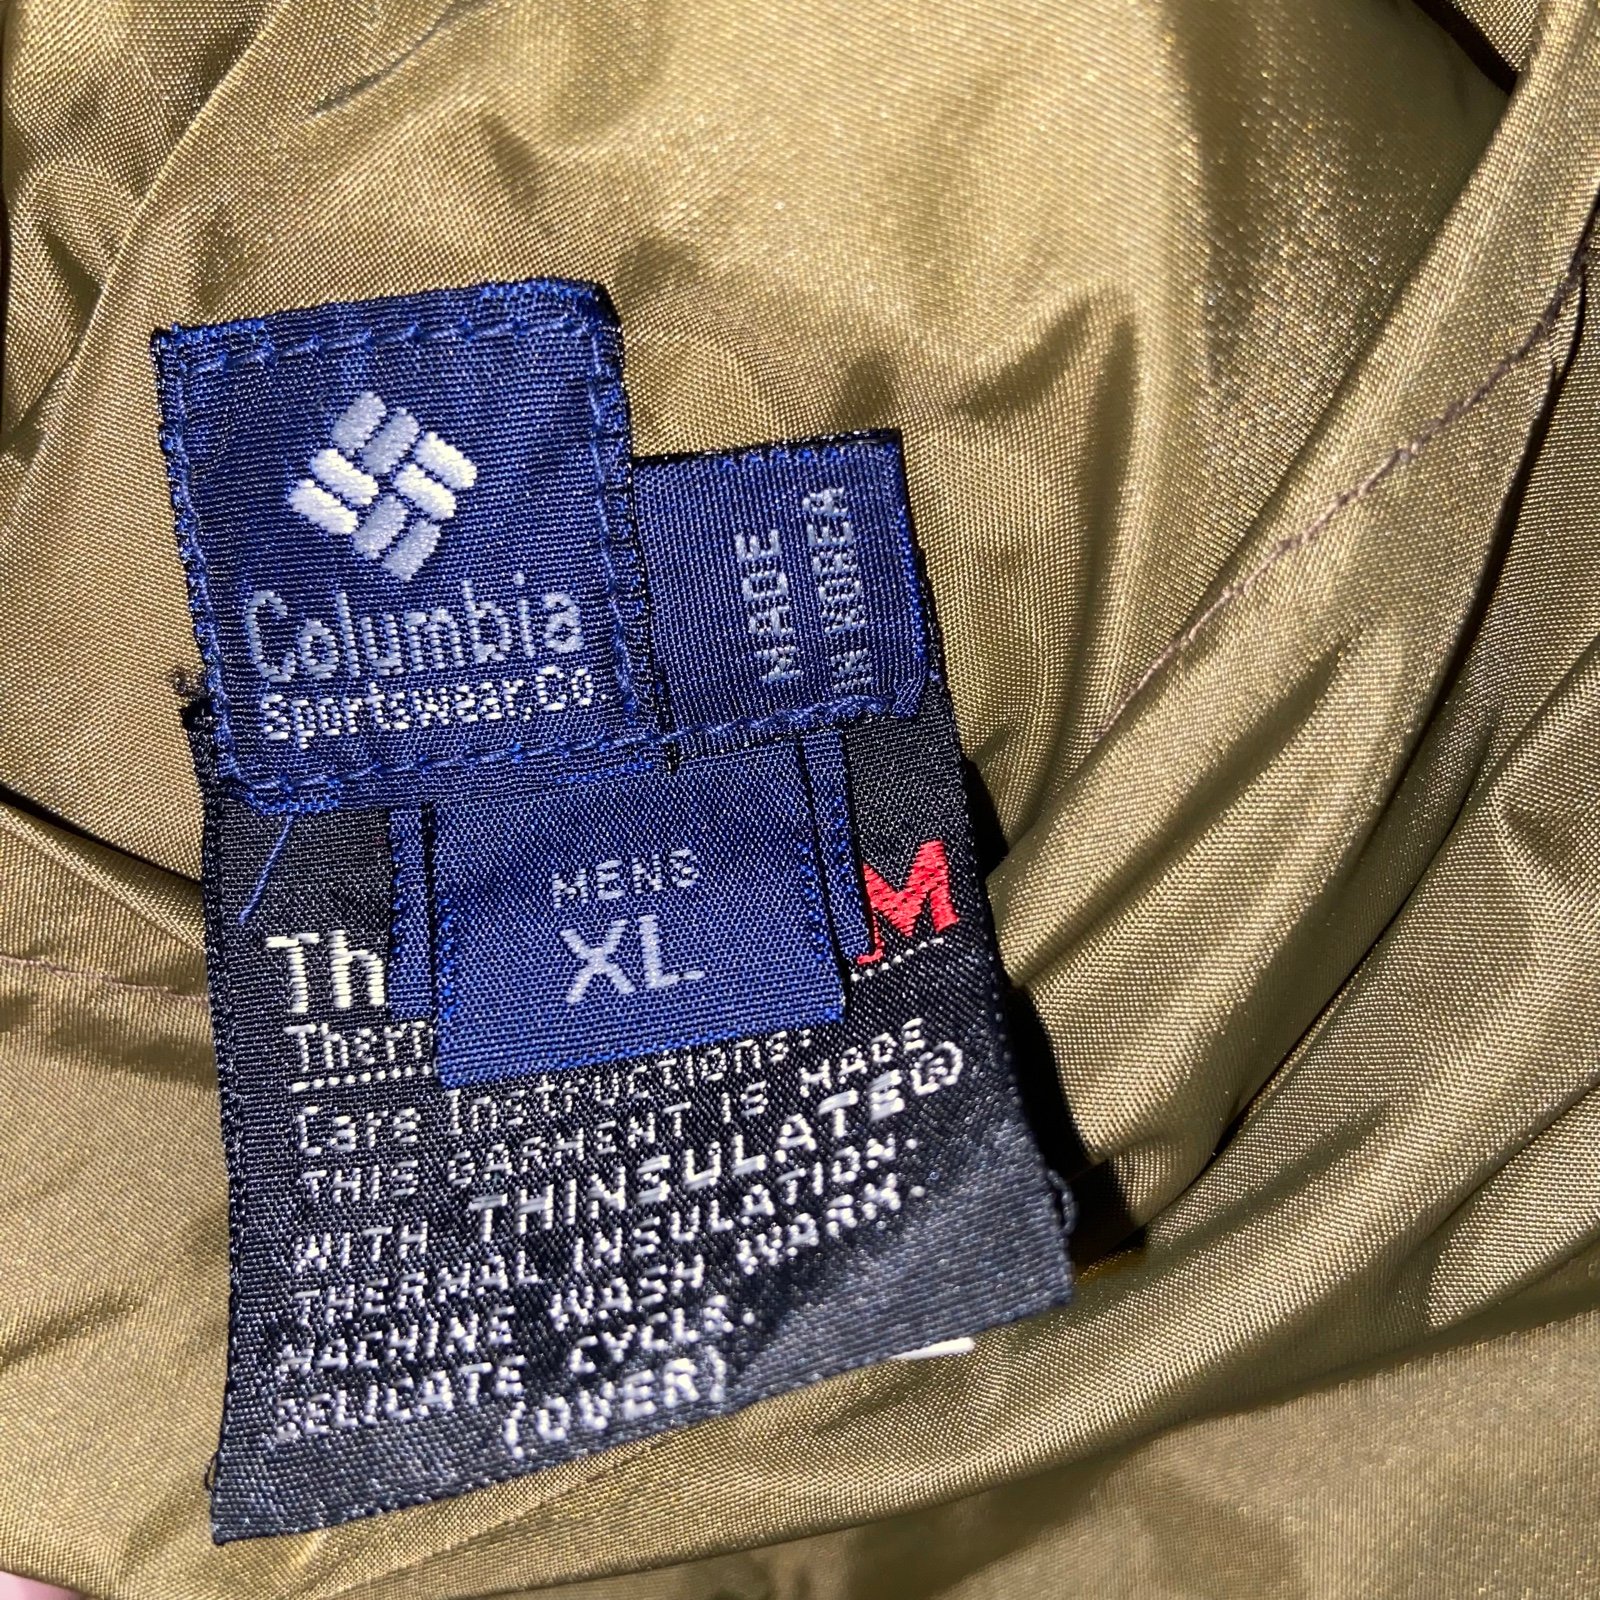 Columbia
Sportswear,Co
MADE
IN KOREA
MENS
XL
Th
M
Ther
Care Instructions:
THIS GARMENT IS MADE
WITH THINSULATE®
THERMAL INSULATION.
MACHINE WASH WARM.
DELICATE CYCLE.
(OVER)